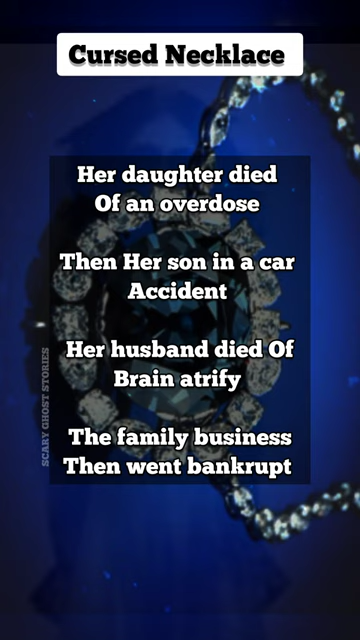 Cursed Necklace
Her daughter died
Of an overdose
Then Her son in a car
Accident
Her husband died Of
Brain atrify
The family business
Then went bankrupt
SCARY GHOST STORIES